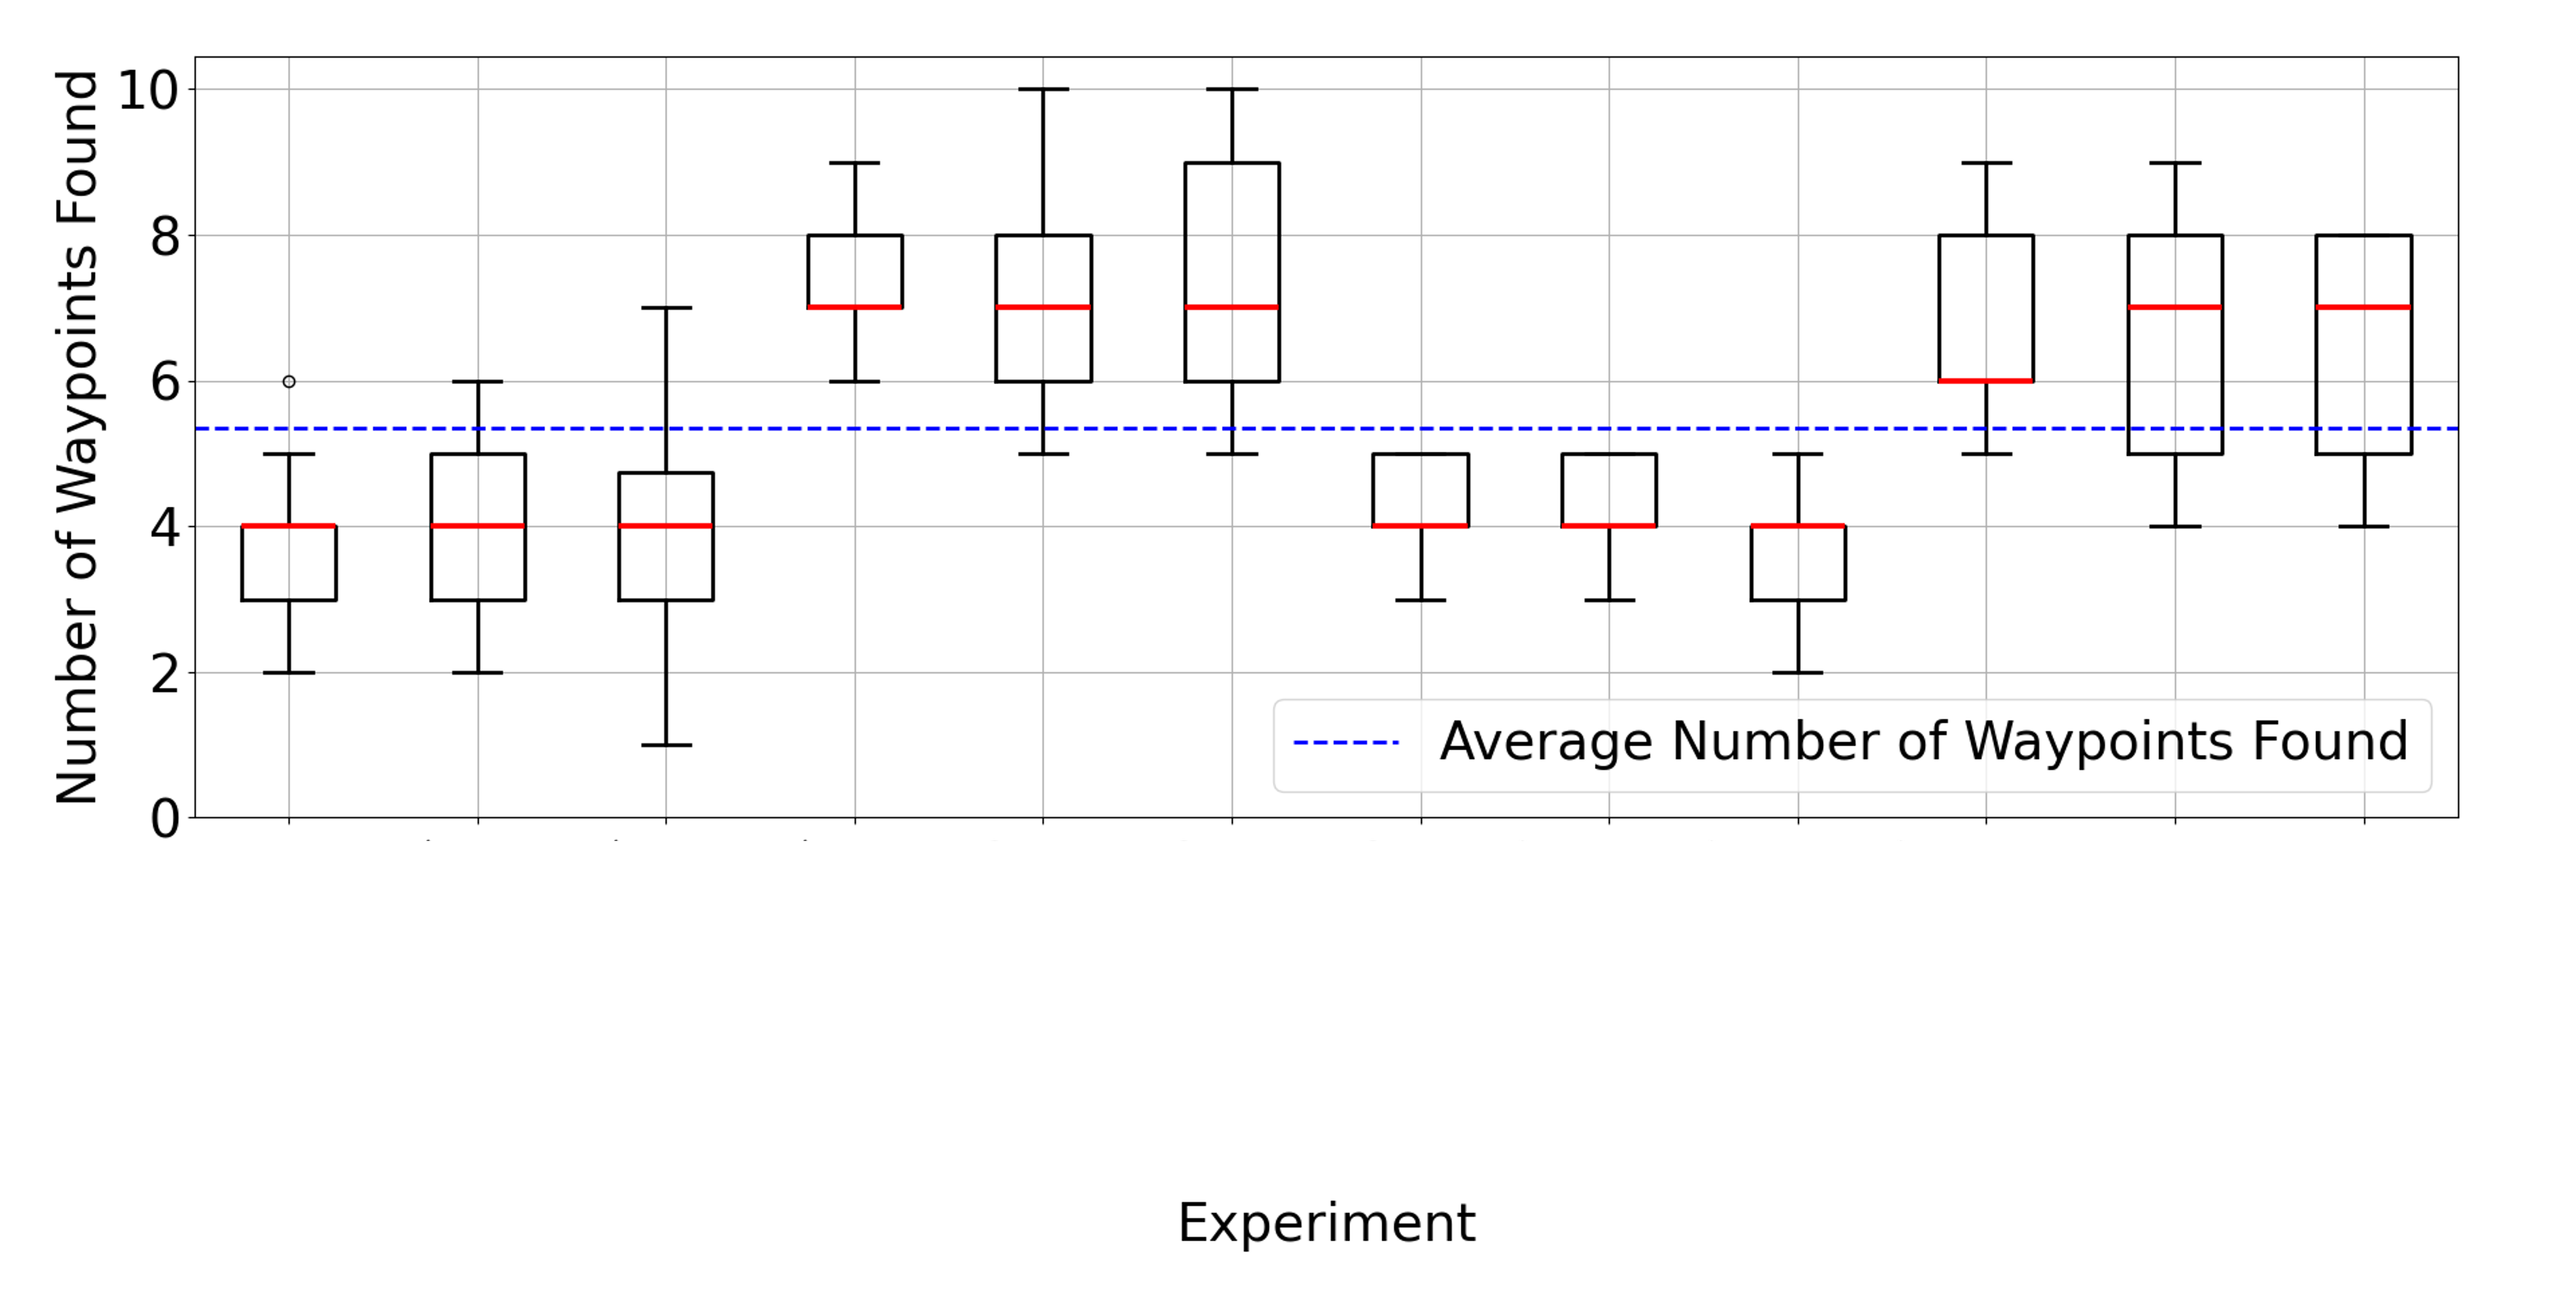 Number of Waypoints Found
10
8
6
4
2
0
Average Number of Waypoints Found
Experiment